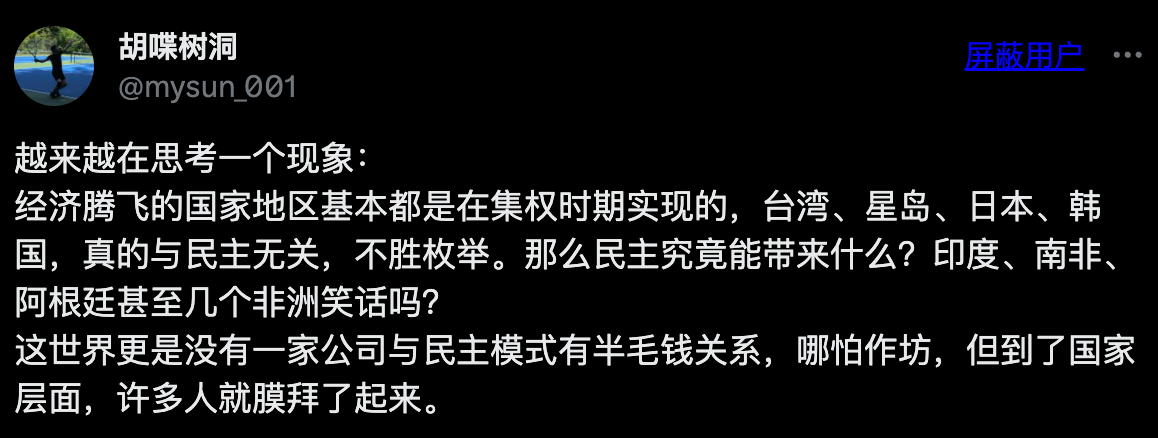 胡喋树洞
屏蔽用户
@mysun_001
越来越在思考一个现象：
经济腾飞的国家地区基本都是在集权时期实现的，台湾、星岛、日本、韩
国，真的与民主无关，不胜枚举。那么民主究竟能带来什么？印度、南非、
阿根廷甚至几个非洲笑话吗？
这世界更是没有一家公司与民主模式有半毛钱关系，哪怕作坊，但到了国家
层面，许多人就膜拜了起来。